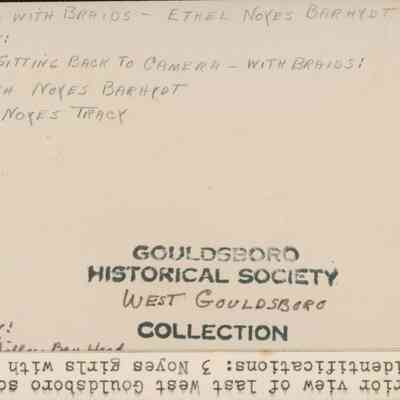 WITH BRAIDS - ETHEL NOYES BARHYDT
SITTING BACK TO CAMERA - WITH BRAIDS:
NOYES BARHYDT
NOYES TRACY
GOULDSBORO
HISTORICAL SOCIETY
WEST GOULDSBORO
COLLECTION
dentifications: 3 Noyes girls with
rior view of last West Gouldsboro sc